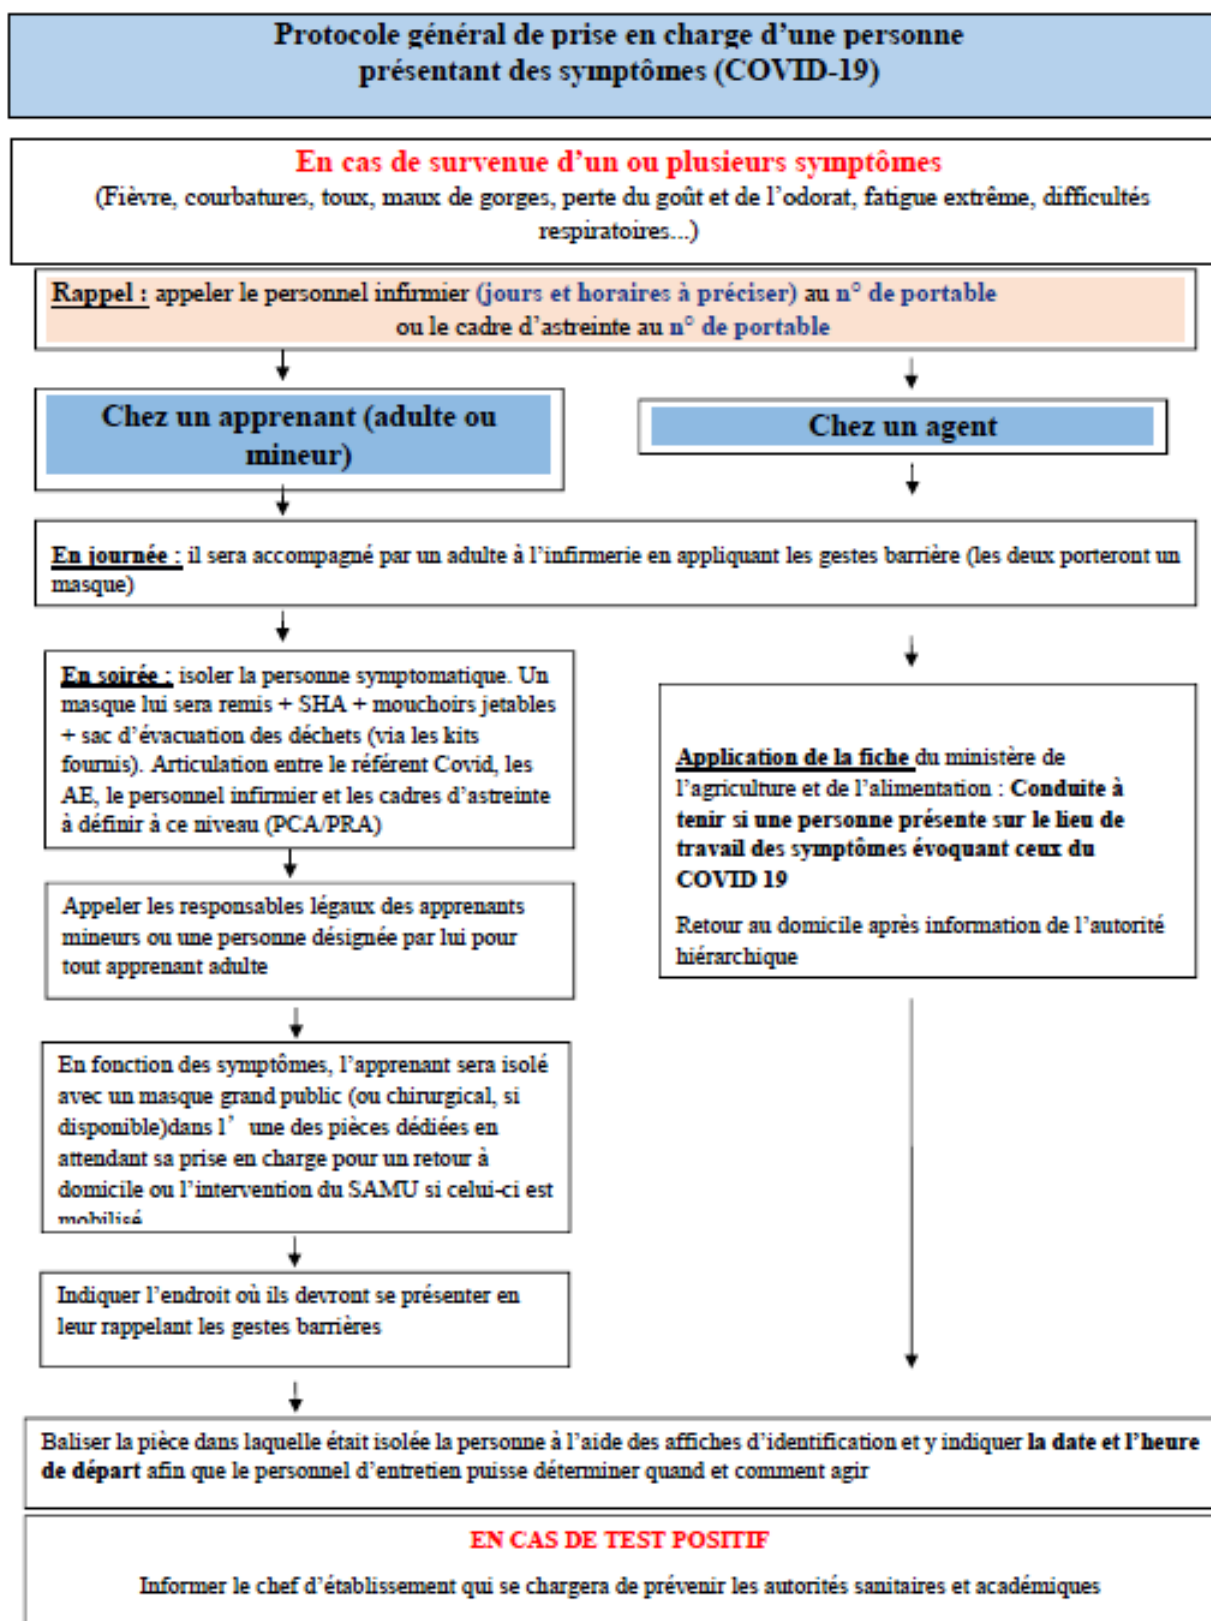 Protocole général de prise en charge d'une personne
présentant des symptômes (COVID-19)
En cas de survenue d'un ou plusieurs symptômes
(Fièvre, courbatures, toux, maux de gorges, perte du goût et de l'odorat, fatigue extrême, difficultés
respiratoires...)
Rappel : appeler le personnel infirmier (jours et horaires à préciser) au n° de portable
ou le cadre d'astreinte au n° de portable
Chez un apprenant (adulte ou
mineur)
Chez un agent
En journée : il sera accompagné par un adulte à l'infirmerie en appliquant les gestes barrière (les deux porteront un
masque)
En soirée : isoler la personne symptomatique. Un
masque lui sera remis + SHA + mouchoirs jetables
+ sac d'évacuation des déchets (via les kits
fournis). Articulation entre le référent Covid, les
AE, le personnel infirmier et les cadres d'astreinte
à définir à ce niveau (PCA/PRA)
Appeler les responsables légaux des apprenants
mineurs ou une personne désignée par lui pour
tout apprenant adulte
En fonction des symptômes, l'apprenant sera isolé
avec un masque grand public (ou chirurgical, si
disponible)dans l' une des pièces dédiées en
attendant sa prise en charge pour un retour à
domicile ou l'intervention du SAMU si celui-ci est
mobilisé
Indiquer l'endroit où ils devront se présenter en
leur rappelant les gestes barrières
Application de la fiche du ministère de
l'agriculture et de l'alimentation : Conduite à
tenir si une personne présente sur le lieu de
travail des symptômes évoquant ceux du
COVID 19
Retour au domicile après information de l'autorité
hiérarchique
Baliser la pièce dans laquelle était isolée la personne à l'aide des affiches d'identification et y indiquer la date et l'heure
de départ afin que le personnel d'entretien puisse déterminer quand et comment agir
EN CAS DE TEST POSITIF
Informer le chef d'établissement qui se chargera de prévenir les autorités sanitaires et académiques